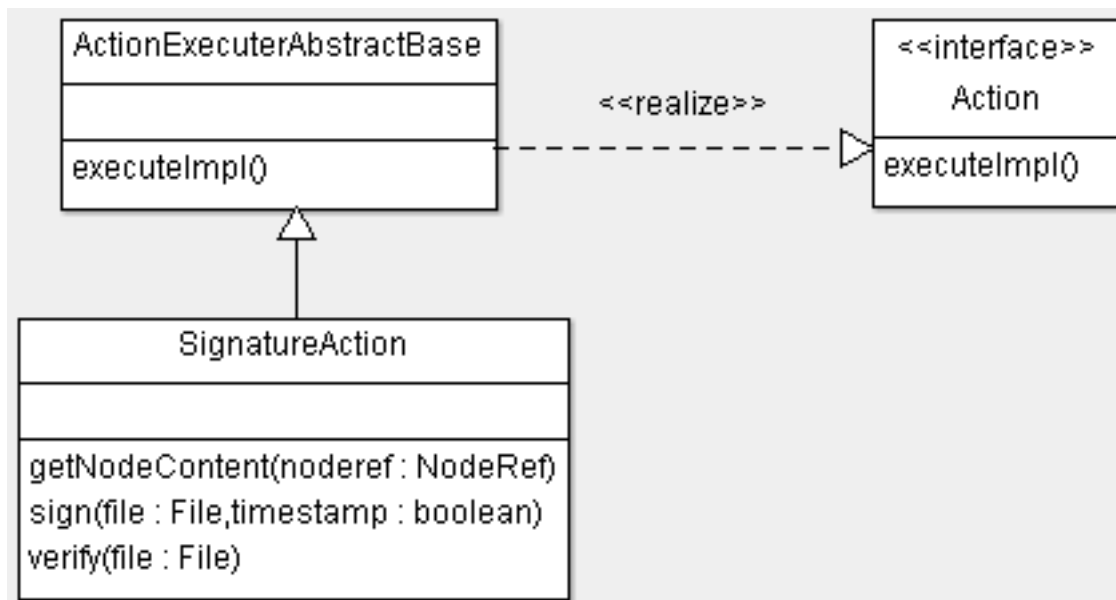 ActionExecuterAbstractBase
executeImpl()
<<realize>>
<<interface>>
Action
executeImpl()
SignatureAction
getNodeContent(noderef : NodeRef)
sign(file : File,timestamp : boolean)
verify(file : File)